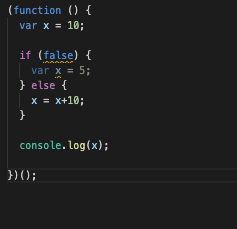 (function () {
  var x = 10;

  if (false) {
    var x = 5;
  } else {
    x = x+10;
  }

  console.log(x);

})();